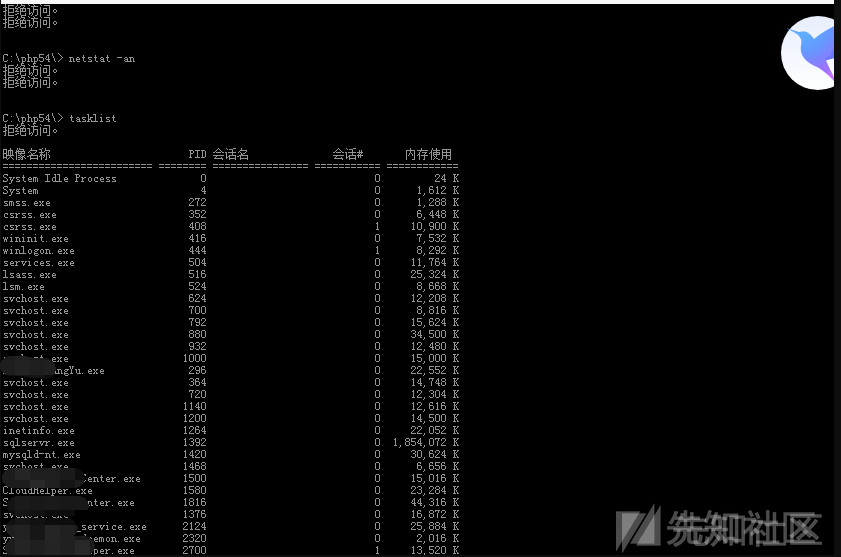 拒绝访问。
拒绝访问。
C:\php54\> netstat -an
拒绝访问。
拒绝访问。
C:\php54\> tasklist
拒绝访问。
映像名称 PID 会话名 会话# 内存使用
========================= ======== ================ =========== ============
System Idle Process 0 0 24 K
System 4 0 1,612 K
smss.exe 272 0 1,288 K
csrss.exe 352 0 6,448 K
csrss.exe 408 1 10,900 K
wininit.exe 416 0 7,532 K
winlogon.exe 444 1 8,292 K
services.exe 504 0 11,764 K
lsass.exe 516 0 25,324 K
lsm.exe 524 0 8,668 K
svchost.exe 624 0 12,208 K
svchost.exe 700 0 8,816 K
svchost.exe 792 0 15,624 K
svchost.exe 880 0 34,500 K
svchost.exe 932 0 12,480 K
svchost.exe 1000 0 15,000 K
ngYu.exe 296 0 22,552 K
svchost.exe 364 0 14,748 K
svchost.exe 720 0 12,304 K
svchost.exe 1140 0 12,616 K
svchost.exe 1200 0 14,500 K
inetinfo.exe 1264 0 22,052 K
sqlservr.exe 1392 0 1,854,072 K
mysqld-nt.exe 1420 0 30,624 K
svchost.exe 1468 0 6,656 K
Center.exe 1500 0 15,016 K
CloudHelper.exe 1580 0 23,284 K
S nter.exe 1816 0 44,316 K
svchost.exe 1376 0 16,872 K
y _service.exe 2124 0 25,884 K
y emon.exe 2320 0 2,016 K
S per.exe 2700 1 13,520 K
先知社区